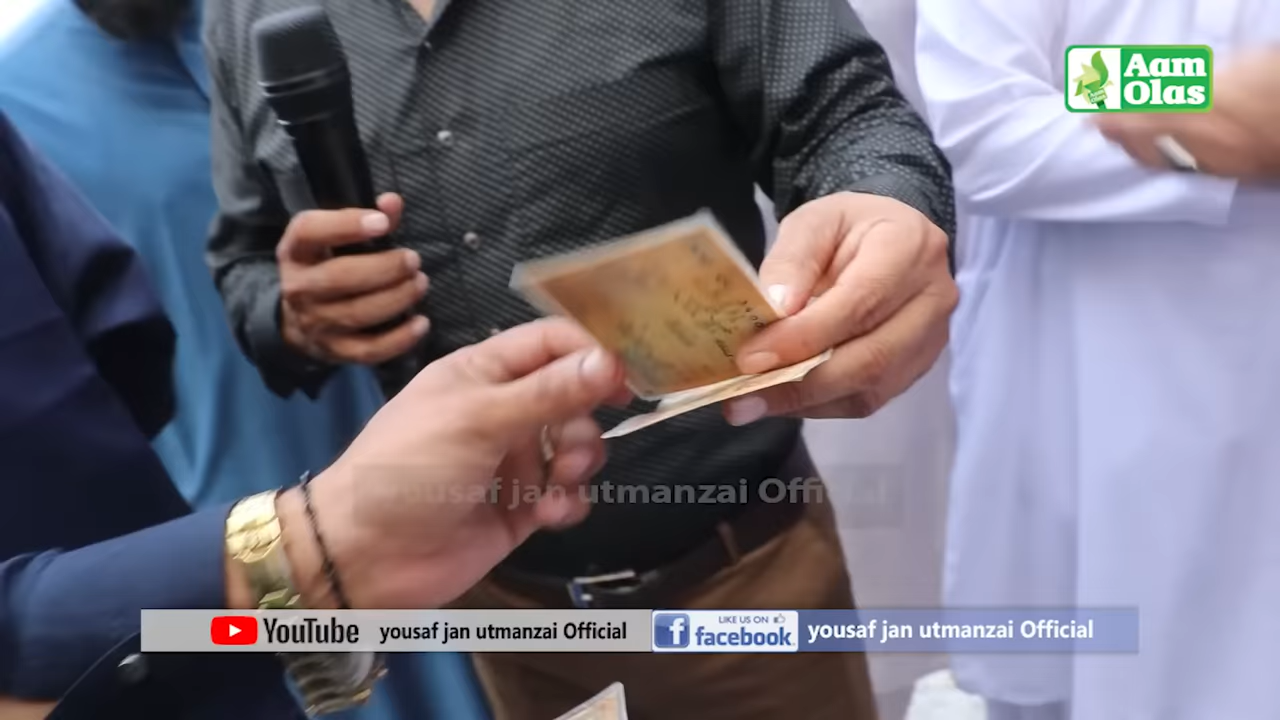 Aam
Olas
yousaf jan utmanzai Official
YouTube yousaf jan utmanzai Official
LIKE US ON
facebook. yousaf jan utmanzai Official